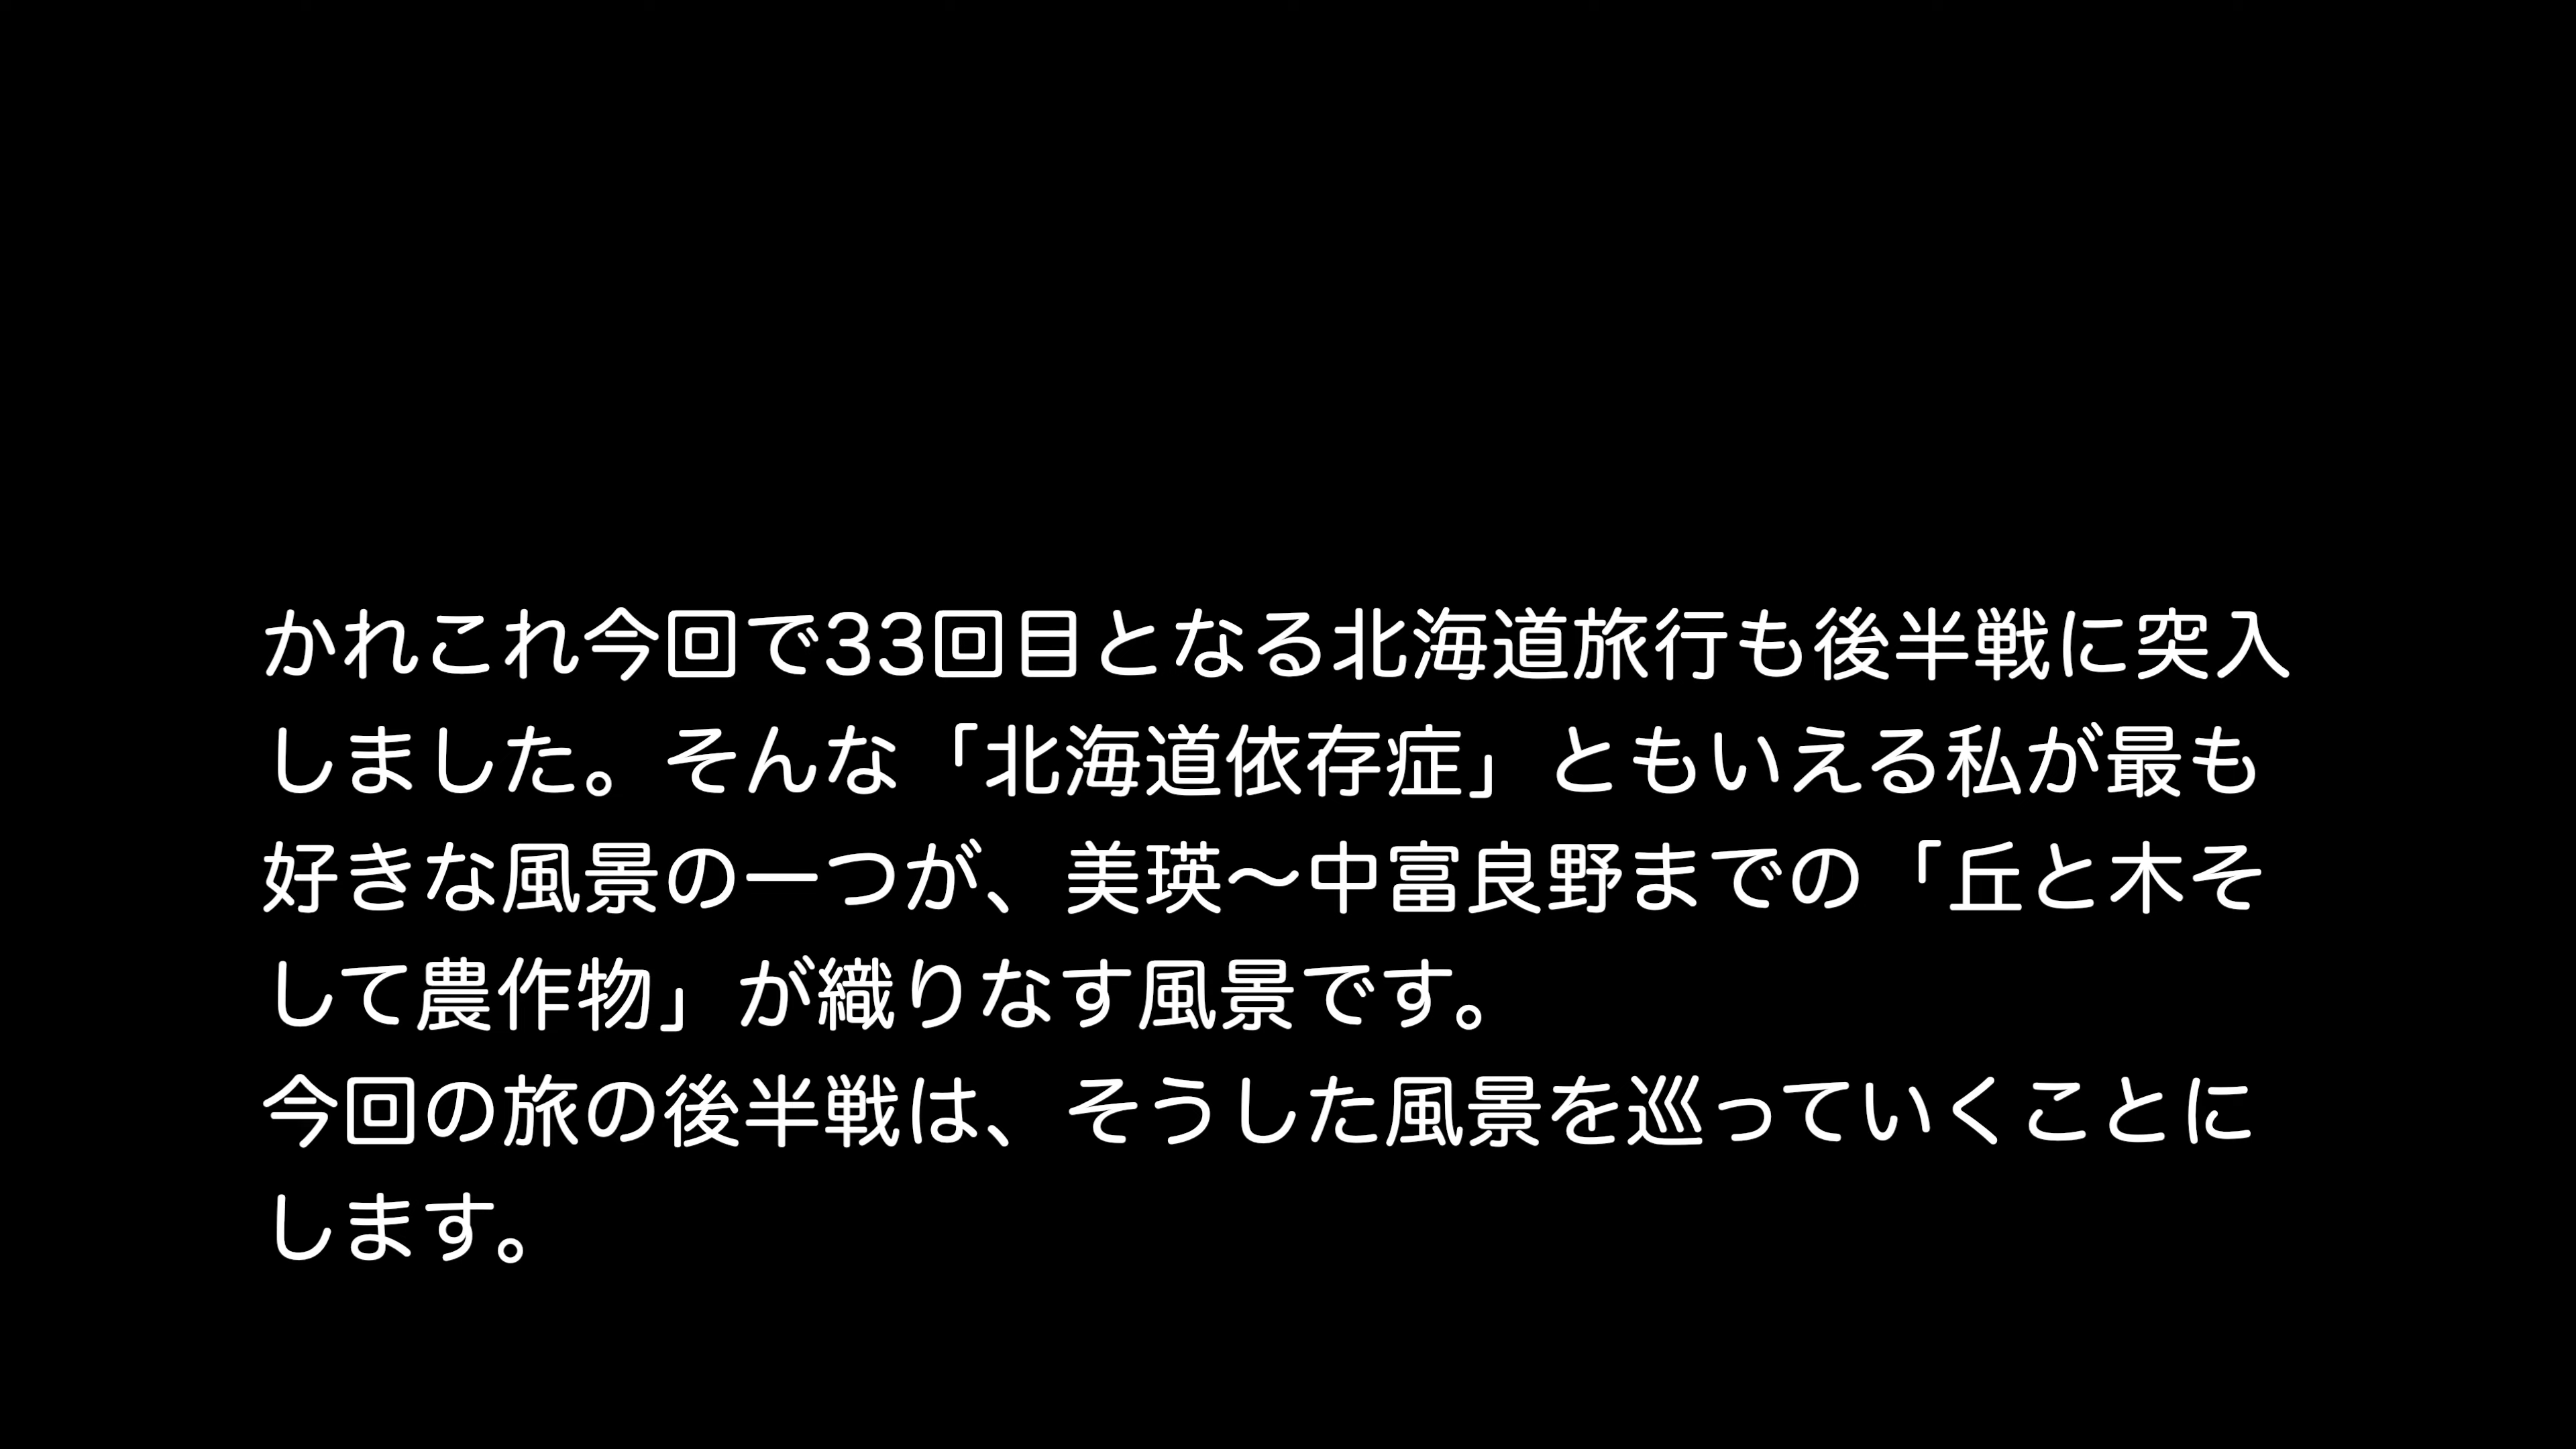 かれこれ今回で33回目となる北海道旅行も後半戦に突入
しました。そんな「北海道依存症」ともいえる私が最も
好きな風景の一つが、美瑛〜中富良野までの「丘と木そ
して農作物」が織りなす風景です。
今回の旅の後半戦は、そうした風景を巡っていくことに
します。